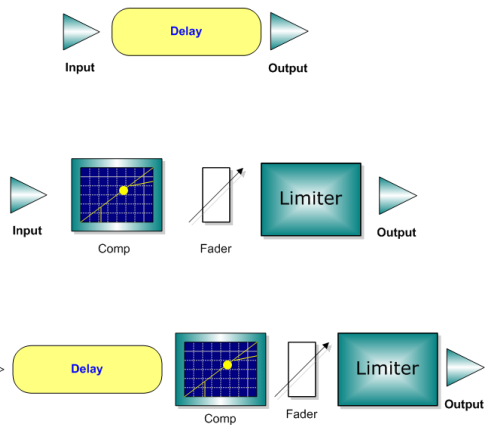 Delay
Input
Output
Limiter
Input
Comp
Fader
Output
Delay
Limiter
Comp
Fader
Output